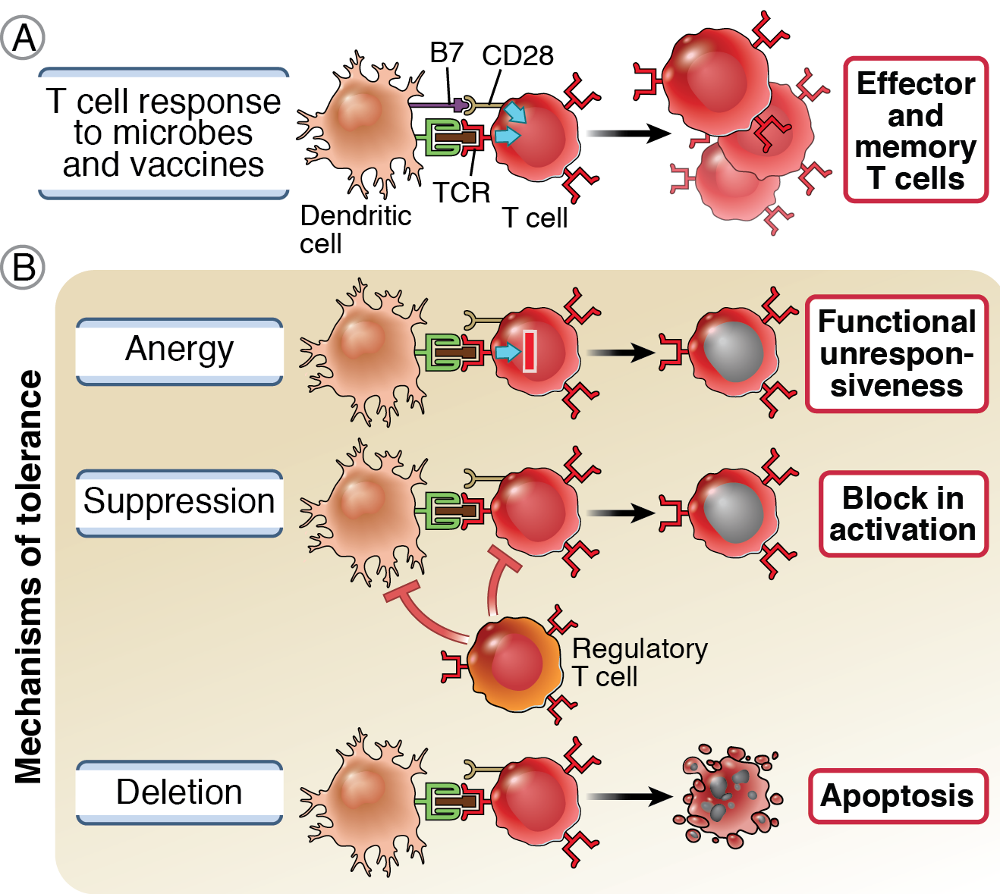 A
T cell response
to microbes
and vaccines
B7
CD28
TCR
Dendritic
cell
T cell
Effector
and
memory
T cells
B
Mechanisms of tolerance
Anergy
Functional
unrespon-
siveness
Suppression
Block in
activation
Regulatory
T cell
Deletion
Apoptosis